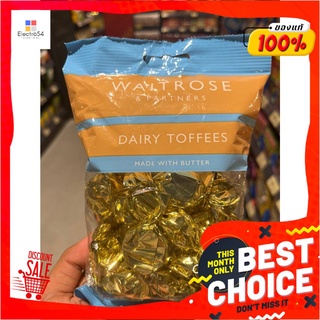 Electro54
ของแท้
100%
WAITROSE
& PARTNERS
DAIRY TOFFEES
MADE WITH BUTTER
DISCOUNT
SALE
THIS
MONTH
ONLY
BEST
CHOICE
DON'T MISS IT